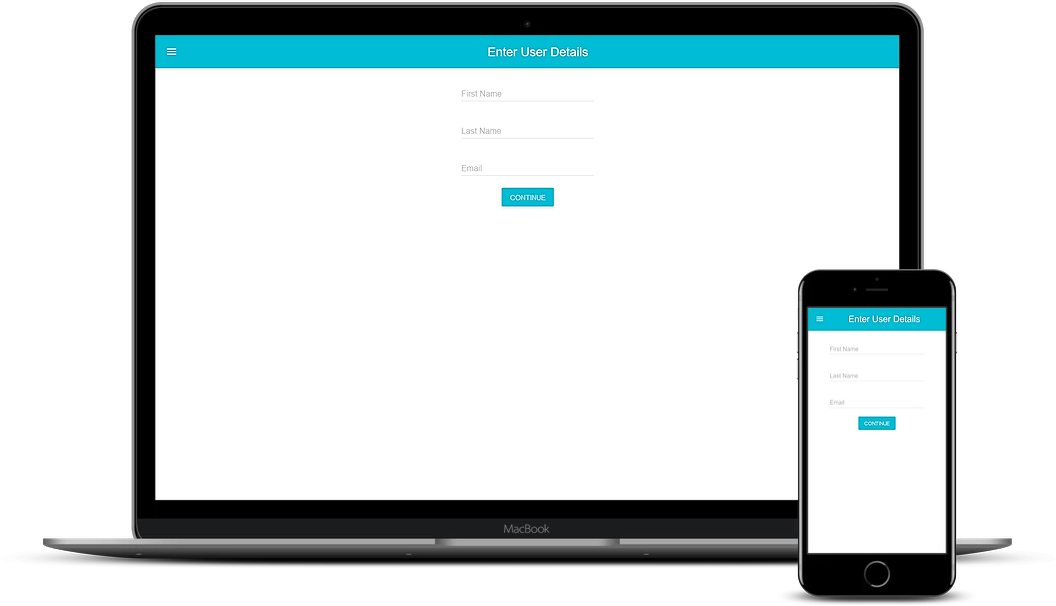 Enter User Details
First Name
Last Name
Email
CONTINUE
MacBook
Enter User Details
First Name
Last Name
Email
CONTINUE